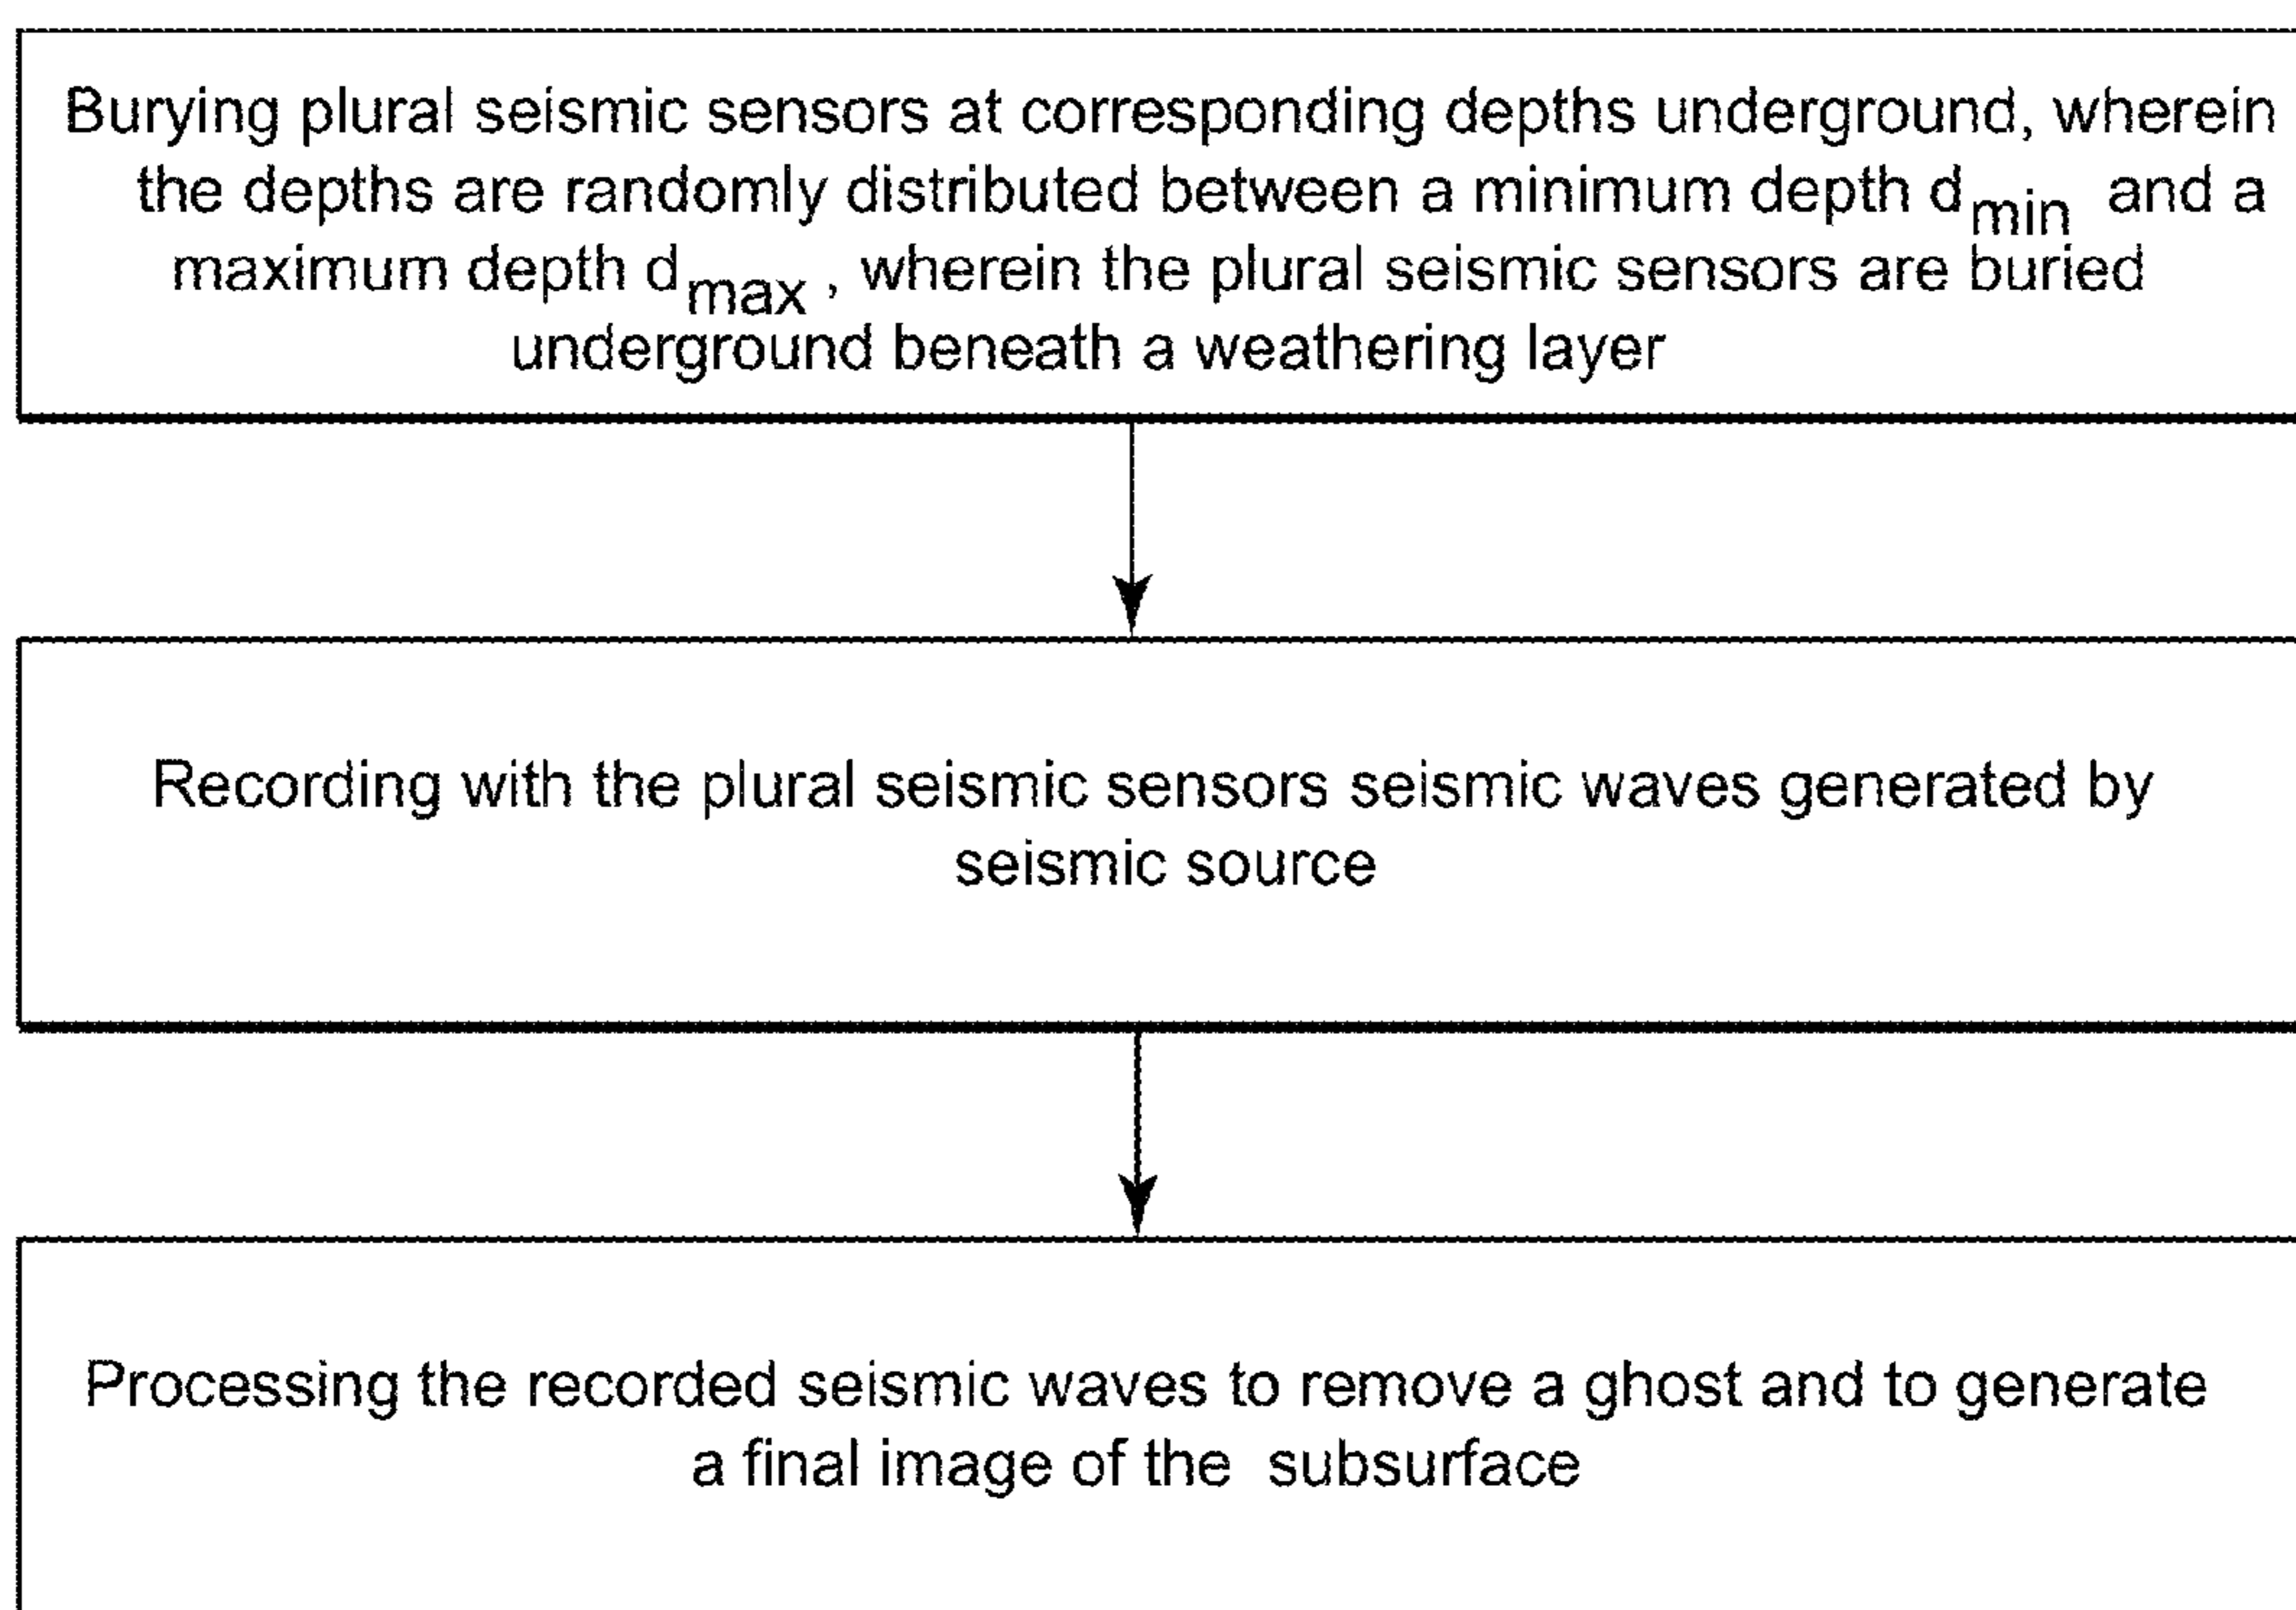 Burying plural seismic sensors at corresponding depths underground, wherein
the depths are randomly distributed between a minimum depth dmin and a
maximum depth dmax , wherein the plural seismic sensors are buried
underground beneath a weathering layer
Recording with the plural seismic sensors seismic waves generated by
seismic source
Processing the recorded seismic waves to remove a ghost and to generate
a final image of the subsurface